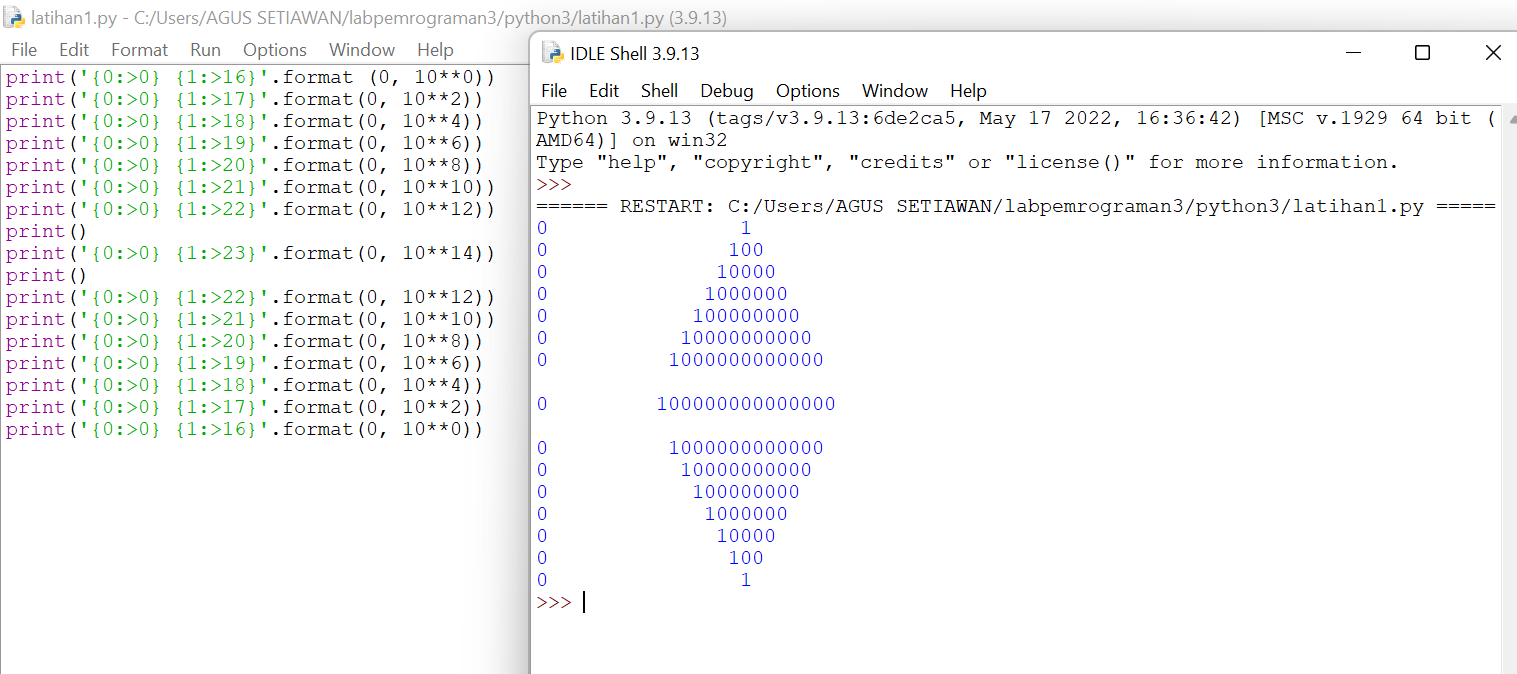 latihan1.py - C:/Users/AGUS SETIAWAN/labpemrograman3/python3/latihan1.py (3.9.13)
File Edit Format Run Options Window Help
print('{0:>0} {1:>16}'.format (0, 10**0))
print('{0:>0} {1:>17}'.format(0, 10**2))
print('{0:>0} {1:>18}'.format(0, 10**4))
print('{0:>0} {1:>19}'.format(0, 10**6))
print('{0:>0} {1:>20}'.format(0, 10**8))
print('{0:>0} {1:>21}'.format(0, 10**10))
print('{0:>0} {1:>22}'.format(0, 10**12))
print()
print('{0:>0} {1:>23}'.format(0, 10**14))
print()
print('{0:>0} {1:>22}'.format(0, 10**12))
print('{0:>0} {1:>21}'.format(0, 10**10))
print('{0:>0} {1:>20}'.format(0, 10**8))
print('{0:>0} {1:>19}'.format(0, 10**6))
print('{0:>0} {1:>18}'.format(0, 10**4))
print('{0:>0} {1:>17}'.format(0, 10**2))
print('{0:>0} {1:>16}'.format(0, 10**0))
IDLE Shell 3.9.13
File Edit Shell Debug Options Window Help
Python 3.9.13 (tags/v3.9.13:6de2ca5, May 17 2022, 16:36:42) [MSC v.1929 64 bit (
AMD64)] on win32
Type "help", "copyright", "credits" or "license()" for more information.
>>>
====== RESTART: C:/Users/AGUS SETIAWAN/labpemrograman3/python3/latihan1.py =====
0                1
0               100
0              10000
0             1000000
0            100000000
0           10000000000
0          1000000000000
0         100000000000000
0          1000000000000
0           10000000000
0            100000000
0             1000000
0              10000
0               100
0                1
>>>